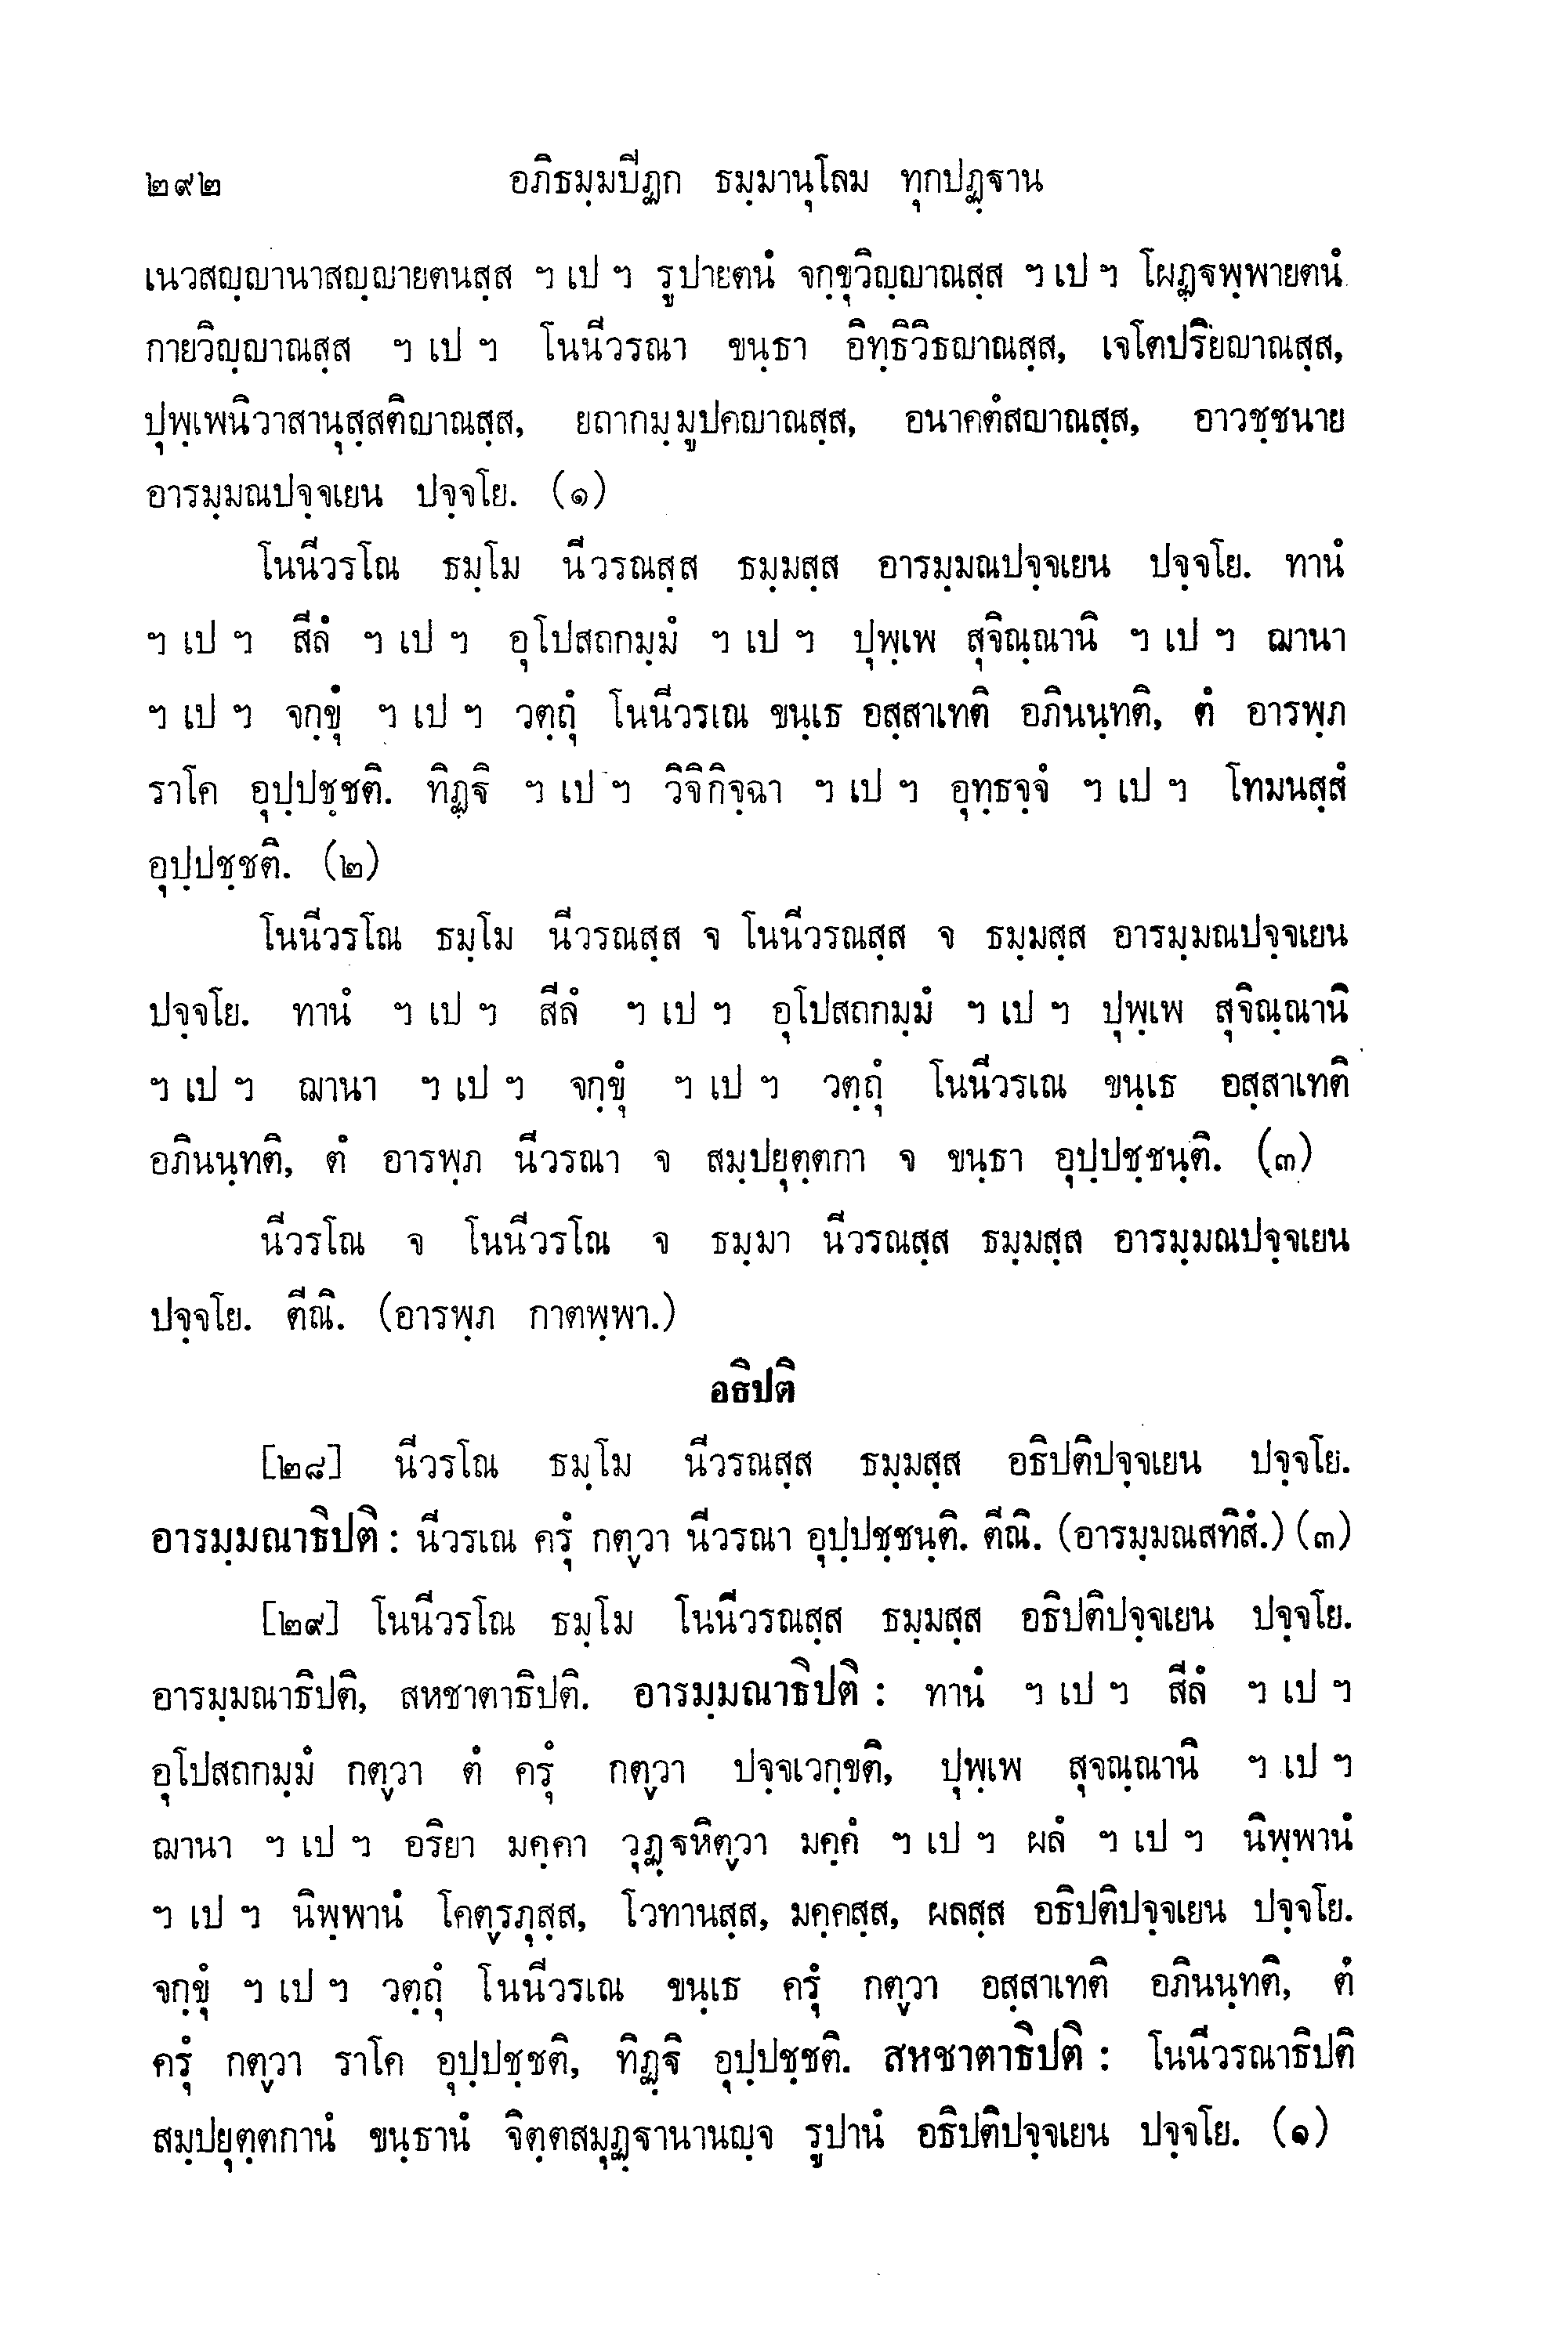 ๒๙๒ อภิธมฺมปีฏก ธมฺมานุโลม ทุกปฏฺฐาน
เนวสญฺญานาสญฺญายตนสฺส ฯ เป ฯ รูปายตนํ จกฺขุวิญฺญาณสฺส ฯ เป ฯ โผฏฺฐพฺพายตนํ
กายวิญฺญาณสฺส ฯ เป ฯ โนนีวรณา ขนฺธา อิทฺธิวิธญาณสฺส, เจโตปริยญาณสฺส,
ปุพฺเพนิวาสานุสฺสติญาณสฺส, ยถากมฺมูปคญาณสฺส, อนาคตํสญาณสฺส, อาวชฺชนาย
อารมฺมณปจฺจเยน ปจฺจโย. (๑)
โนนีวรโณ ธมฺโม นีวรณสฺส ธมฺมสฺส อารมฺมณปจฺจเยน ปจฺจโย. ทานํ
ฯ เป ฯ สีลํ ฯ เป ฯ อุโปสถกมฺมํ ฯ เป ฯ ปุพฺเพ สุจิณฺณานิ ฯ เป ฯ ฌานา
ฯ เป ฯ จกฺขุํ ฯ เป ฯ วตฺถุํ โนนีวรเณ ขนฺเธ อสฺสาเทติ อภินนฺทติ, ตํ อารพฺภ
ราโค อุปฺปชฺชติ. ทิฏฺฐิ ฯ เป ฯ วิจิกิจฺฉา ฯ เป ฯ อุทฺธจฺจํ ฯ เป ฯ โทมนสฺสํ
อุปฺปชฺชติ. (๒)
โนนีวรโณ ธมฺโม นีวรณสฺส จ โนนีวรณสฺส จ ธมฺมสฺส อารมฺมณปจฺจเยน
ปจฺจโย. ทานํ ฯ เป ฯ สีลํ ฯ เป ฯ อุโปสถกมฺมํ ฯ เป ฯ ปุพฺเพ สุจิณฺณานิ
ฯ เป ฯ ฌานา ฯ เป ฯ จกฺขุํ ฯ เป ฯ วตฺถุํ โนนีวรเณ ขนฺเธ อสฺสาเทติ
อภินนฺทติ, ตํ อารพฺภ นีวรณา จ สมฺปยุตฺตกา จ ขนฺธา อุปฺปชฺชนฺติ. (๓)
นีวรโณ จ โนนีวรโณ จ ธมฺมา นีวรณสฺส ธมฺมสฺส อารมฺมณปจฺจเยน
ปจฺจโย. ตีณิ. (อารพฺภ กาตพฺพา.)
อธิปติ
[๒๘] นีวรโณ ธมฺโม นีวรณสฺส ธมฺมสฺส อธิปติปจฺจเยน ปจฺจโย.
อารมฺมณาธิปติ : นีวรเณ ครุํ กตฺวา นีวรณา อุปฺปชฺชนฺติ. ตีณิ. (อารมฺมณสทิสํ.) (๓)
[๒๙] โนนีวรโณ ธมฺโม โนนีวรณสฺส ธมฺมสฺส อธิปติปจฺจเยน ปจฺจโย.
อารมฺมณาธิปติ, สหชาตาธิปติ. อารมฺมณาธิปติ : ทานํ ฯ เป ฯ สีลํ ฯ เป ฯ
อุโปสถกมฺมํ กตฺวา ตํ ครุํ กตฺวา ปจฺจเวกฺขติ, ปุพฺเพ สุจณฺณานิ ฯ เป ฯ
ฌานา ฯ เป ฯ อริยา มคฺคา วุฏฺฐหิตฺวา มคฺคํ ฯ เป ฯ ผลํ ฯ เป ฯ นิพฺพานํ
ฯ เป ฯ นิพฺพานํ โคตฺรภุสฺส, โวทานสฺส, มคฺคสฺส, ผลสฺส อธิปติปจฺจเยน ปจฺจโย.
จกฺขุํ ฯ เป ฯ วตฺถุํ โนนีวรเณ ขนฺเธ ครุํ กตฺวา อสฺสาเทติ อภินนฺทติ, ตํ
ครุํ กตฺวา ราโค อุปฺปชฺชติ, ทิฏฺฐิ อุปฺปชฺชติ. สหชาตาธิปติ : โนนีวรณาธิปติ
สมฺปยุตฺตกานํ ขนฺธานํ จิตฺตสมุฏฺฐานานญฺจ รูปานํ อธิปติปจฺจเยน ปจฺจโย. (๑)